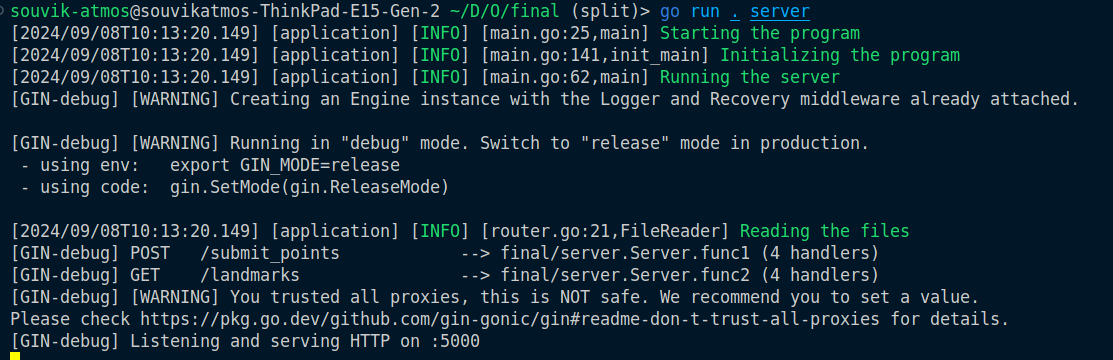 souvik-atmos@souvikatmos-ThinkPad-E15-Gen-2 ~/D/O/final (split)> go run . server
[2024/09/08T10:13:20.149] [application] [INFO] [main.go:25,main] Starting the program
[2024/09/08T10:13:20.149] [application] [INFO] [main.go:141,init_main] Initializing the program
[2024/09/08T10:13:20.149] [application] [INFO] [main.go:62,main] Running the server
[GIN-debug] [WARNING] Creating an Engine instance with the Logger and Recovery middleware already attached.
[GIN-debug] [WARNING] Running in "debug" mode. Switch to "release" mode in production.
 - using env:   export GIN_MODE=release
 - using code:  gin.SetMode(gin.ReleaseMode)
[2024/09/08T10:13:20.149] [application] [INFO] [router.go:21,FileReader] Reading the files
[GIN-debug] POST   /submit_points            --> final/server.Server.func1 (4 handlers)
[GIN-debug] GET    /landmarks                --> final/server.Server.func2 (4 handlers)
[GIN-debug] [WARNING] You trusted all proxies, this is NOT safe. We recommend you to set a value.
Please check https://pkg.go.dev/github.com/gin-gonic/gin#readme-don-t-trust-all-proxies for details.
[GIN-debug] Listening and serving HTTP on :5000